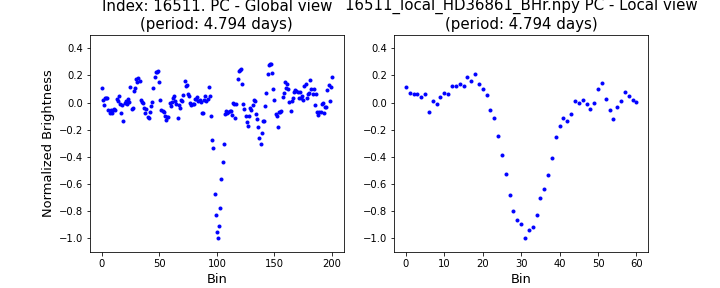 Index: 16511. PC - Global view
(period: 4.794 days)
16511_local_HD36861_BHr.npy PC - Local view
(period: 4.794 days)
Normalized Brightness
0.4
0.2
0.0
−0.2
−0.4
−0.6
−0.8
−1.0
0 50 100 150 200
Bin
0.4
0.2
0.0
−0.2
−0.4
−0.6
−0.8
−1.0
0 10 20 30 40 50 60
Bin